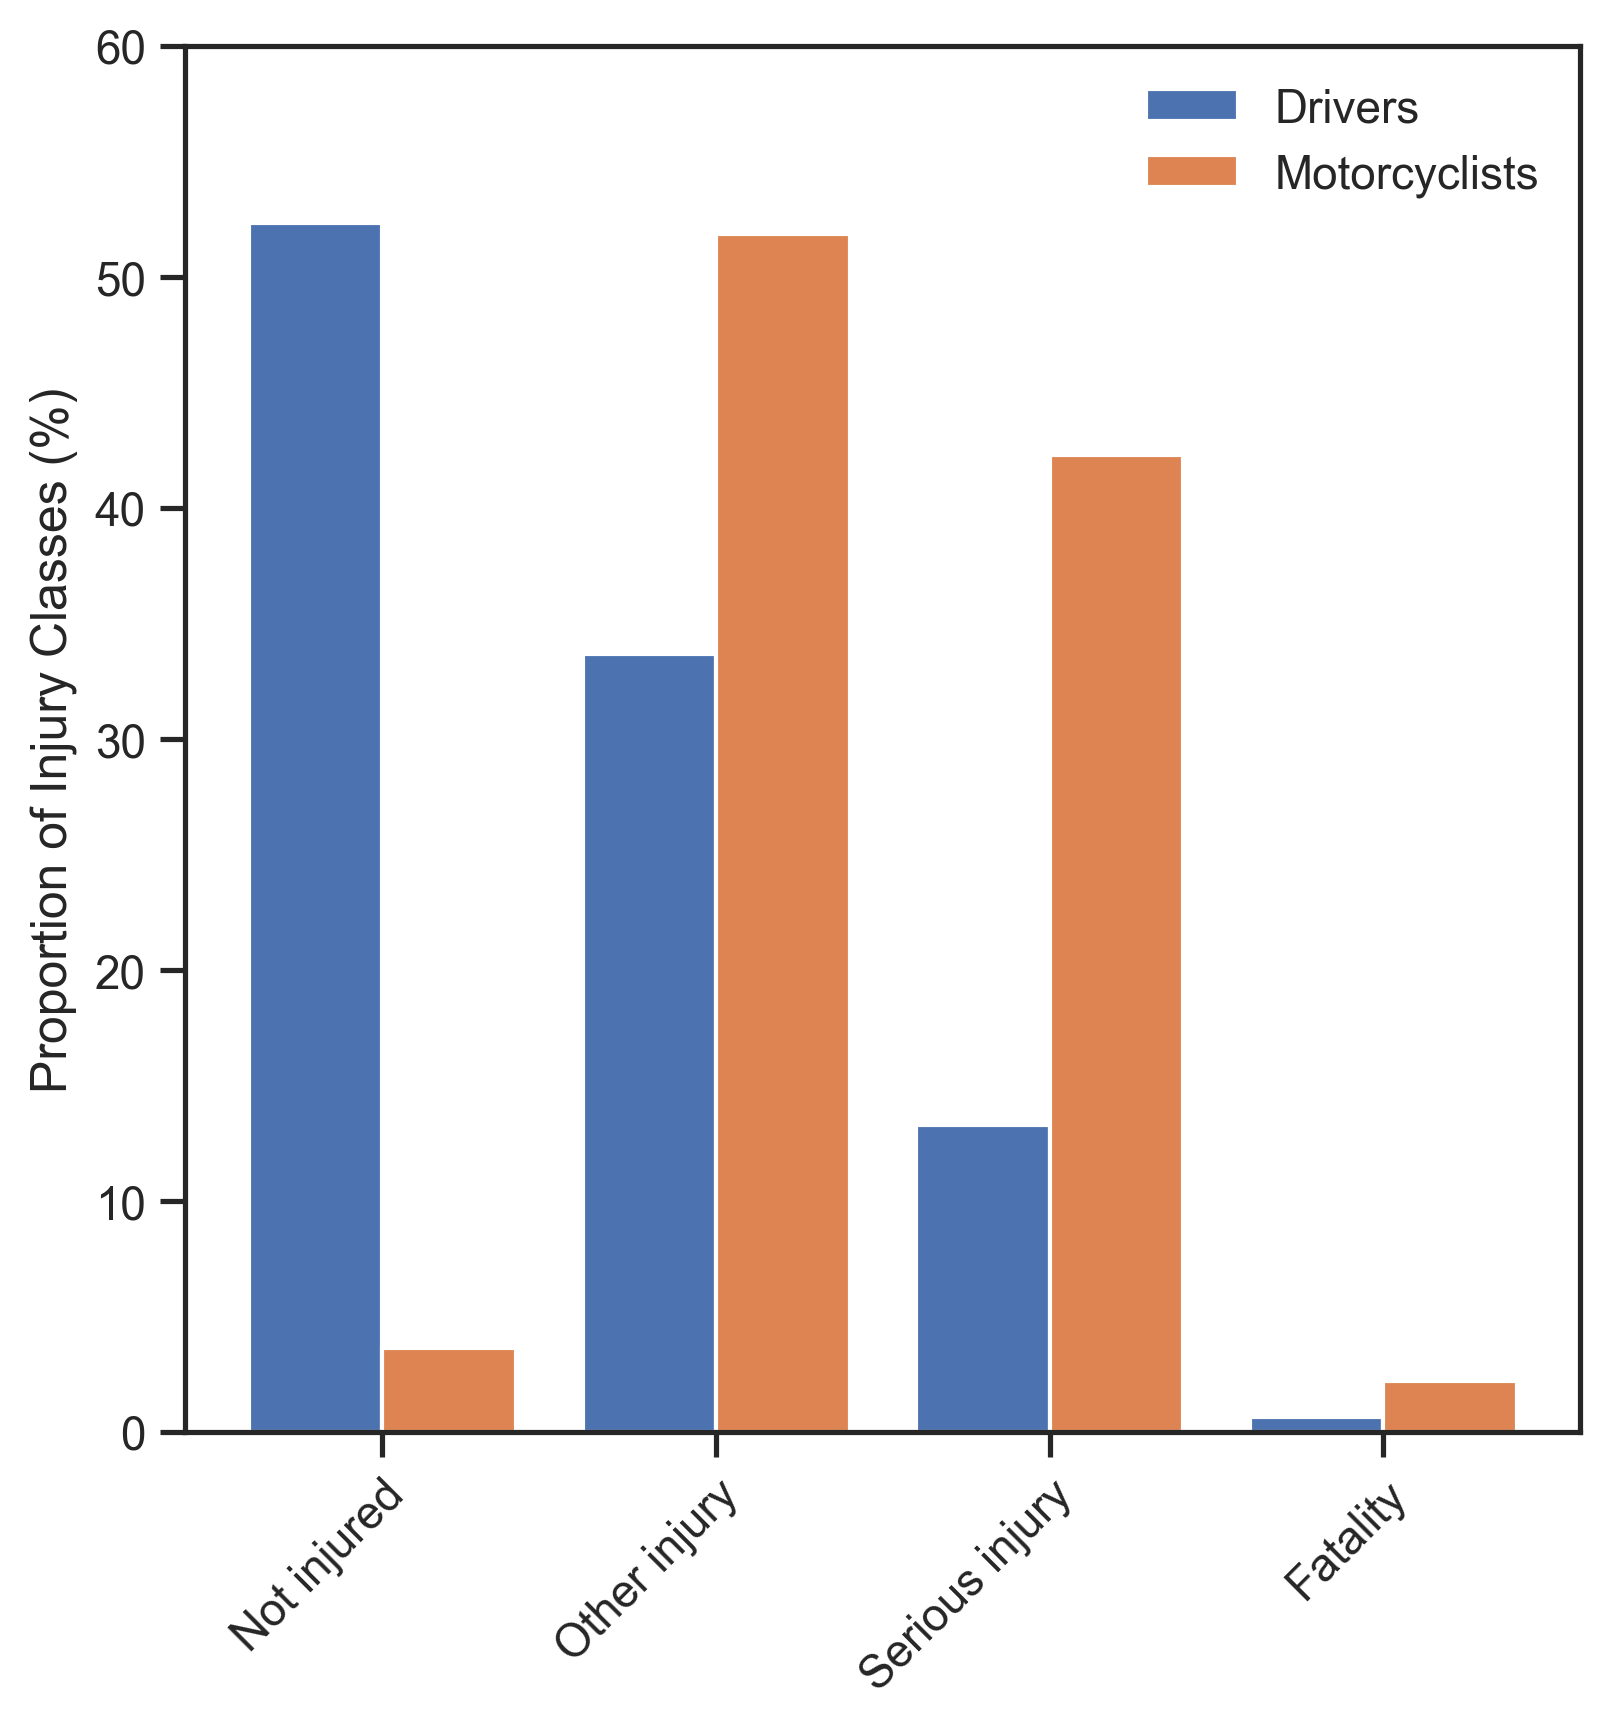 Proportion of Injury Classes (%)
60
50
40
30
20
10
0
Drivers
Motorcyclists
Not injured
Other injury
Serious injury
Fatality